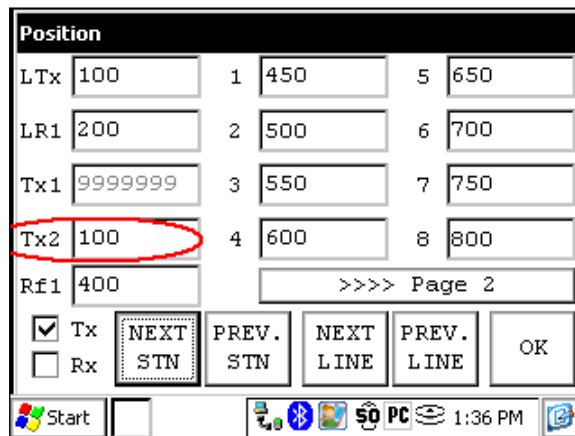 Position
LTx 100 1 450 5 650
LR1 200 2 500 6 700
Tx1 9999999 3 550 7 750
Tx2 100 4 600 8 800
Rf1 400 >>>> Page 2
Tx NEXT PREV. NEXT PREV. OK
Rx STN STN LINE LINE
Start 50 PC 1:36 PM